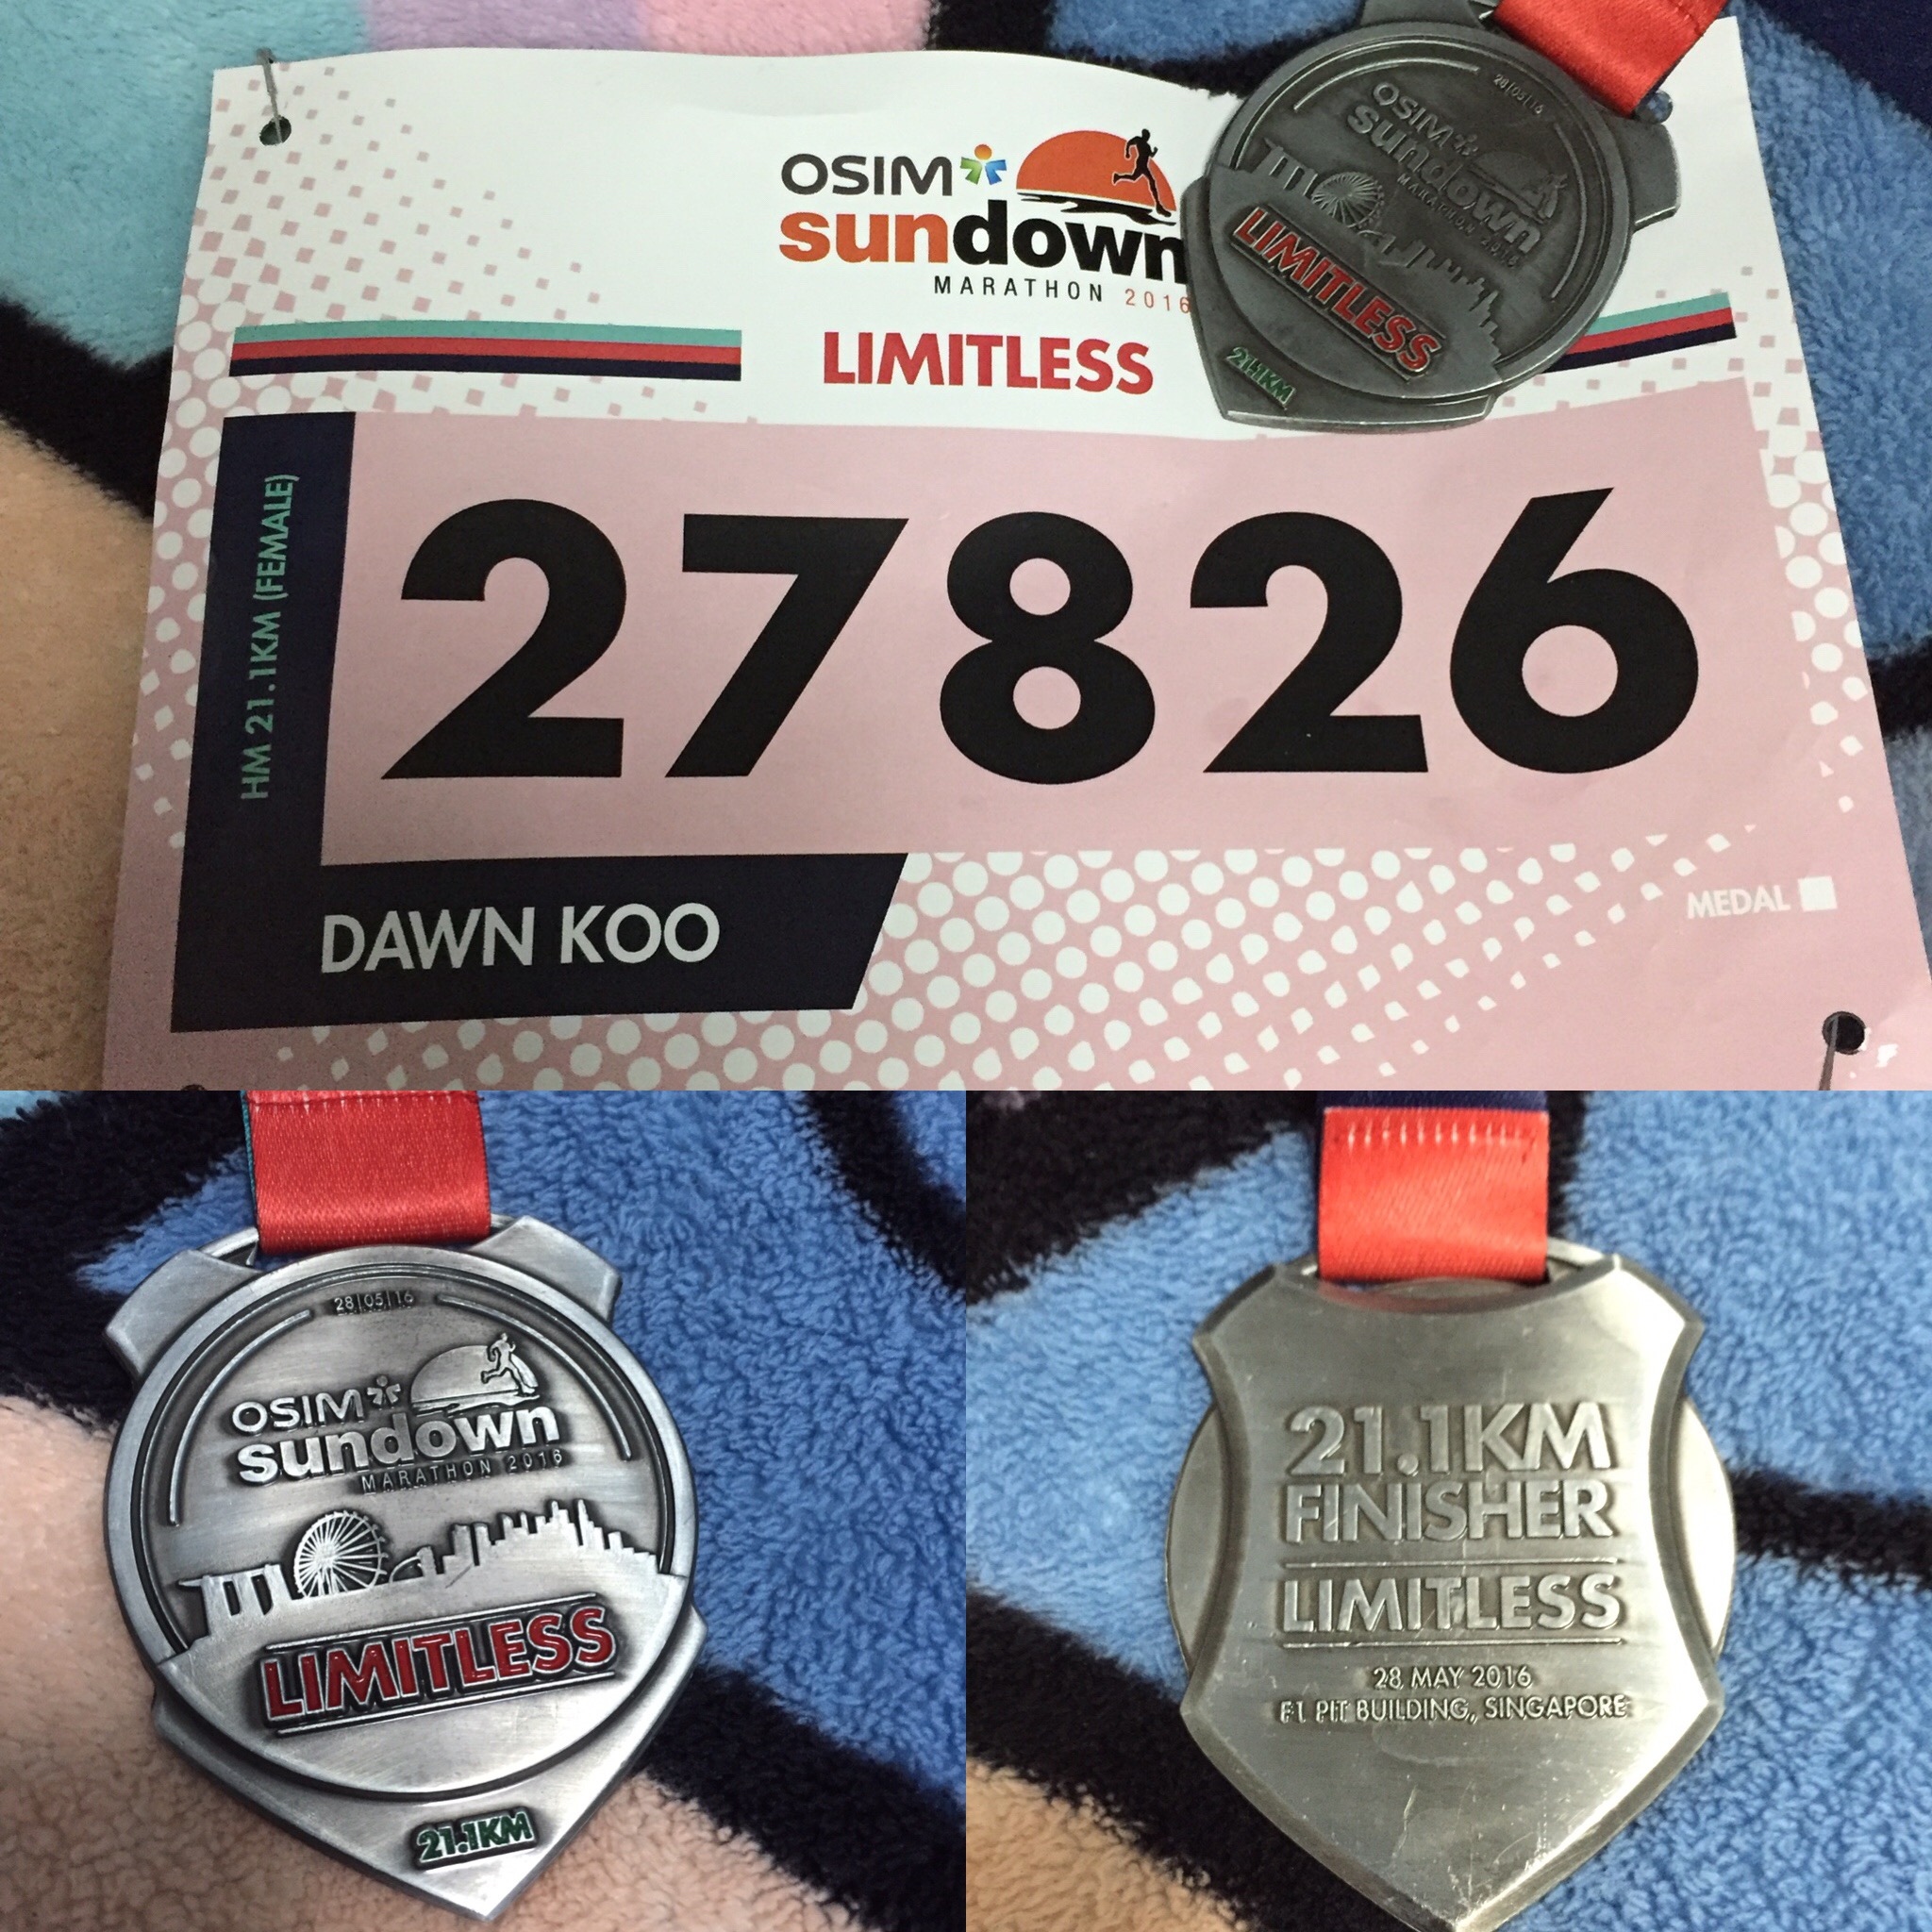 OSIM
sundown
MARATHON 2016
LIMITLESS
28|05|16
OSIM
sundown
MARATHON 2016
LIMITLESS
21.1KM
HM 21.1KM (FEMALE)
27826
DAWN KOO
MEDAL
28|05|16
OSIM
sundown
MARATHON 2016
LIMITLESS
21.1KM
21.1KM
FINISHER
LIMITLESS
28 MAY 2016
F1 PIT BUILDING, SINGAPORE